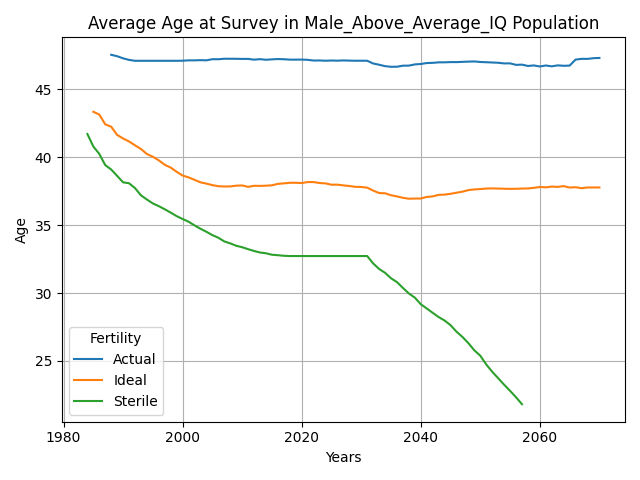 Average Age at Survey in Male_Above_Average_IQ Population
Age
45
40
35
30
25
Fertility
Actual
Ideal
Sterile
1980
2000
2020
2040
2060
Years